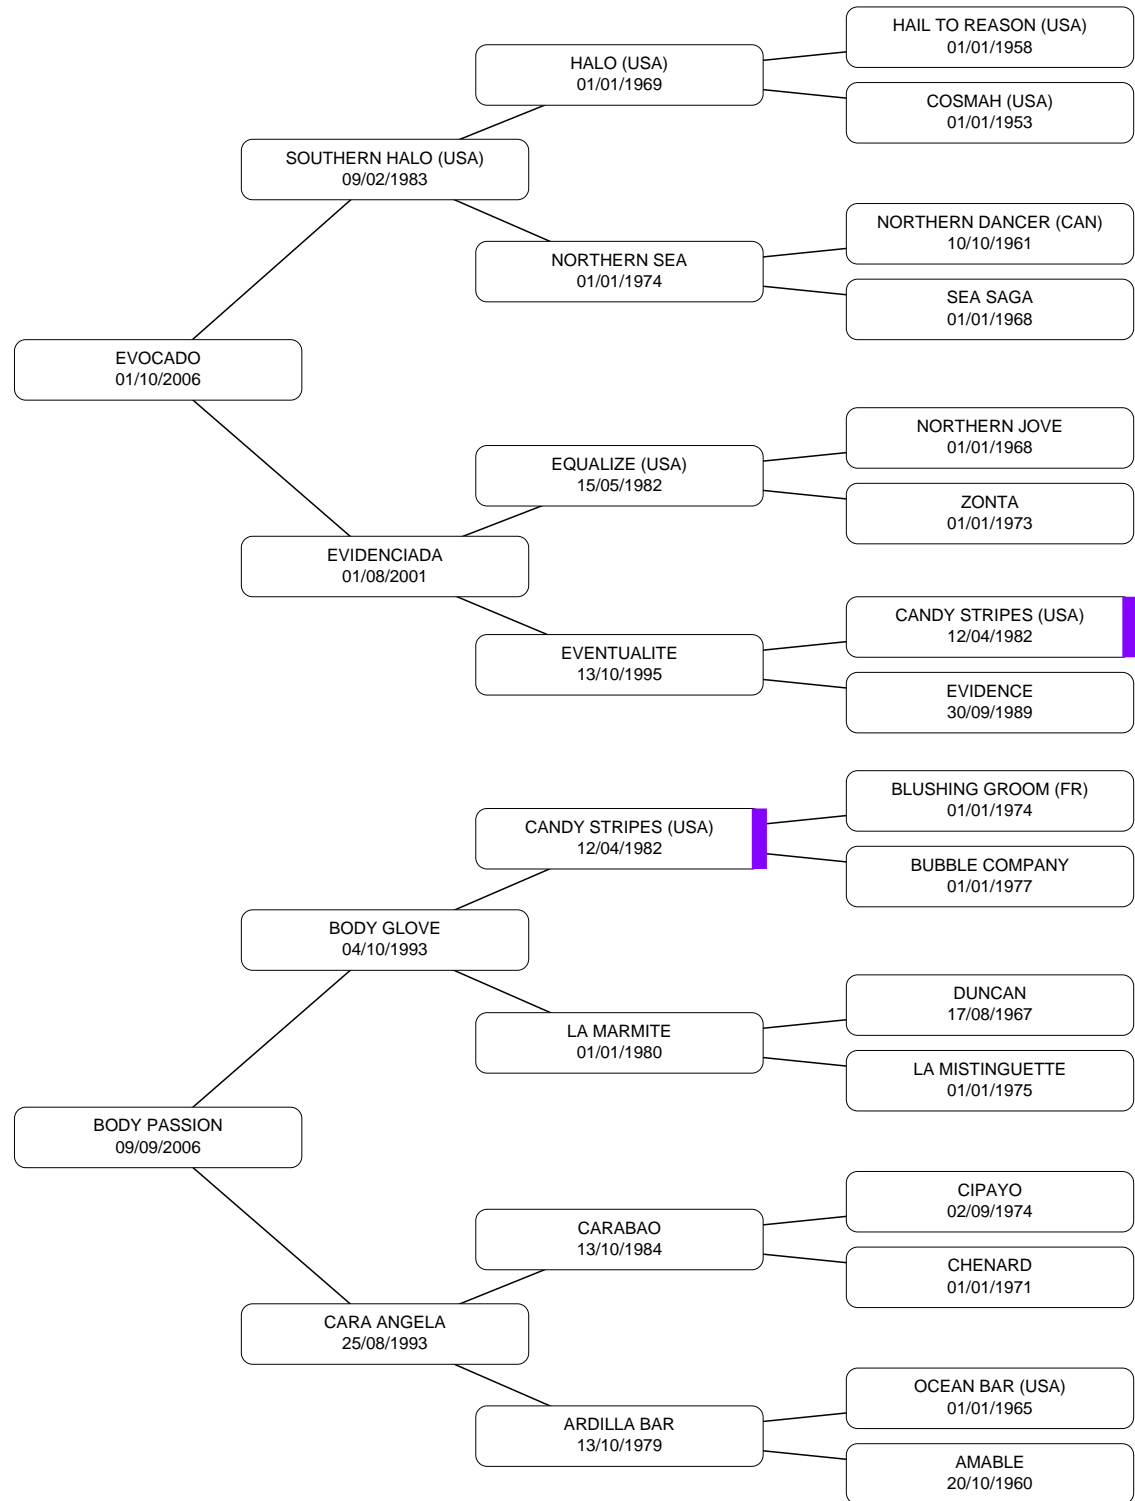 HAIL TO REASON (USA)
01/01/1958
HALO (USA)
01/01/1969
COSMAH (USA)
01/01/1953
SOUTHERN HALO (USA)
09/02/1983
NORTHERN DANCER (CAN)
10/10/1961
NORTHERN SEA
01/01/1974
SEA SAGA
01/01/1968
EVOCADO
01/10/2006
NORTHERN JOVE
01/01/1968
EQUALIZE (USA)
15/05/1982
ZONTA
01/01/1973
EVIDENCIADA
01/08/2001
CANDY STRIPES (USA)
12/04/1982
EVENTUALITE
13/10/1995
EVIDENCE
30/09/1989
BLUSHING GROOM (FR)
01/01/1974
CANDY STRIPES (USA)
12/04/1982
BUBBLE COMPANY
01/01/1977
BODY GLOVE
04/10/1993
DUNCAN
17/08/1967
LA MARMITE
01/01/1980
LA MISTINGUETTE
01/01/1975
BODY PASSION
09/09/2006
CIPAYO
02/09/1974
CARABAO
13/10/1984
CHENARD
01/01/1971
CARA ANGELA
25/08/1993
OCEAN BAR (USA)
01/01/1965
ARDILLA BAR
13/10/1979
AMABLE
20/10/1960